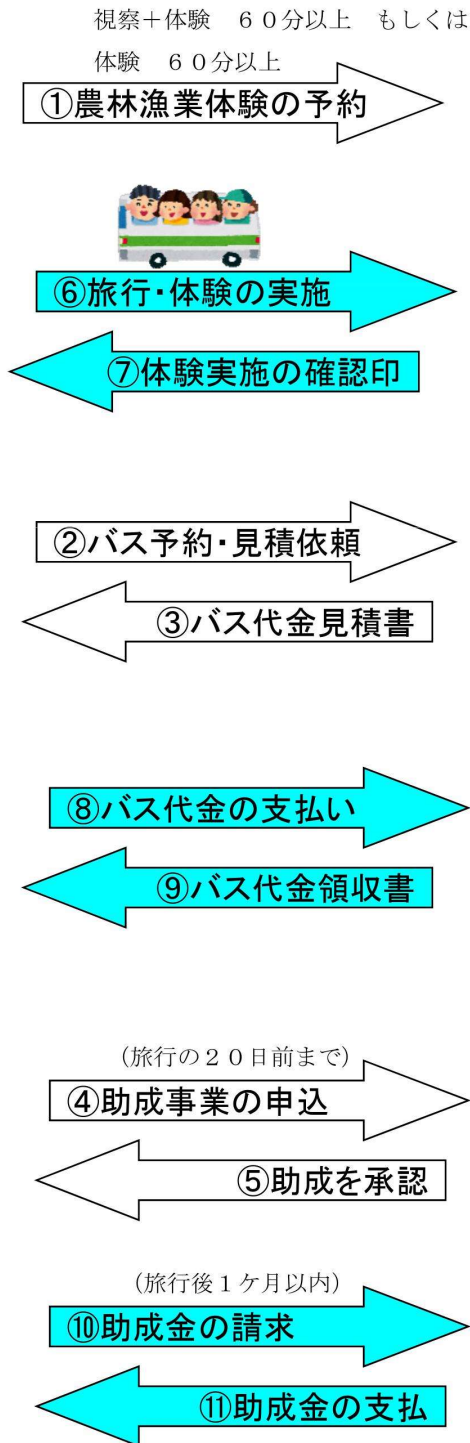 視察＋体験　６０分以上　もしくは
体験　６０分以上
①農林漁業体験の予約
⑥旅行・体験の実施
⑦体験実施の確認印
②バス予約・見積依頼
③バス代金見積書
⑧バス代金の支払い
⑨バス代金領収書
（旅行の２０日前まで）
④助成事業の申込
⑤助成を承認
（旅行後１ケ月以内）
⑩助成金の請求
⑪助成金の支払